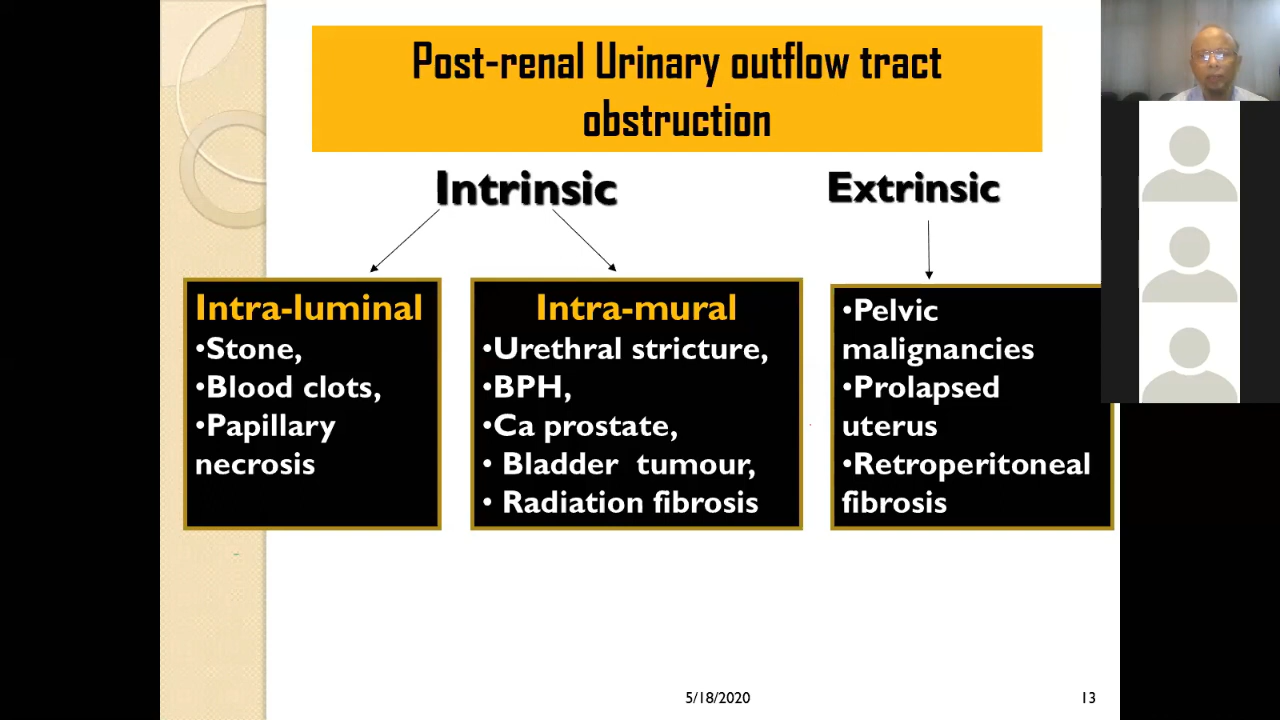 Post-renal Urinary outflow tract
obstruction
Intrinsic
Extrinsic
Intra-luminal
•Stone,
•Blood clots,
•Papillary
necrosis
Intra-mural
•Urethral stricture,
•BPH,
•Ca prostate,
• Bladder tumour,
• Radiation fibrosis
•Pelvic
malignancies
•Prolapsed
uterus
•Retroperitoneal
fibrosis
5/18/2020
13